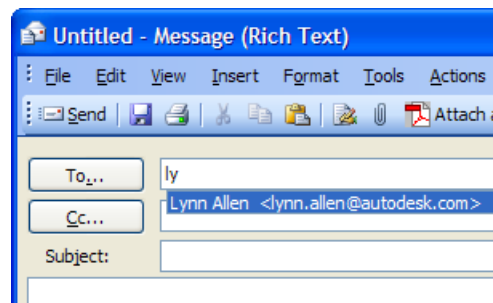 Untitled - Message (Rich Text)
File Edit View Insert Format Tools Actions
Send Attach a
To... ly
Lynn Allen <lynn.allen@autodesk.com>
Cc...
Subject: